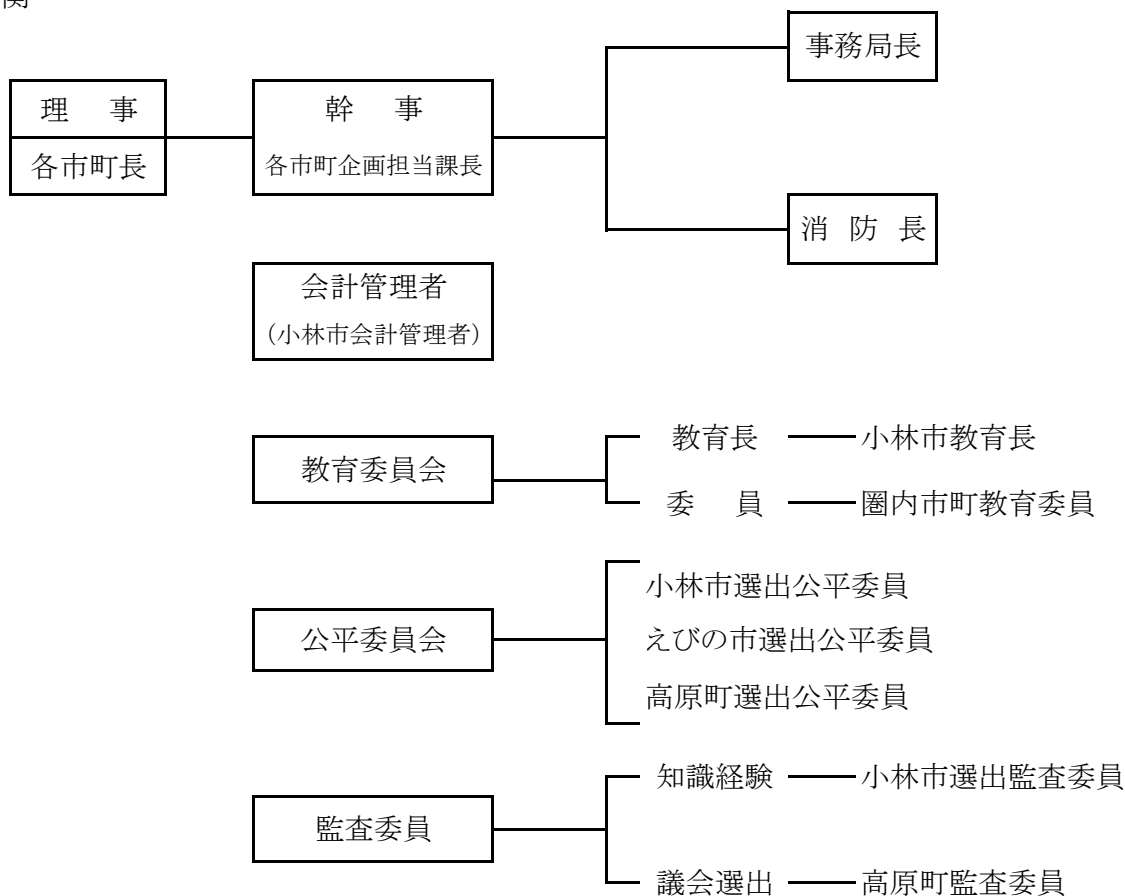 事務局長
理 事
各市町長
幹 事
各市町企画担当課長
消 防 長
会計管理者
(小林市会計管理者)
教育委員会
教育長 小林市教育長
委 員 圏内市町教育委員
公平委員会
小林市選出公平委員
えびの市選出公平委員
高原町選出公平委員
監査委員
知識経験 小林市選出監査委員
議会選出 高原町監査委員